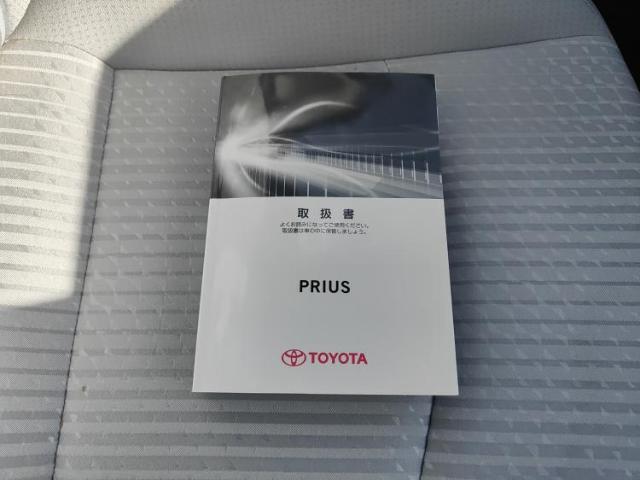 取扱書
よくお読みになってご使用ください。
取扱書は車の中に保管しましょう。
PRIUS
TOYOTA